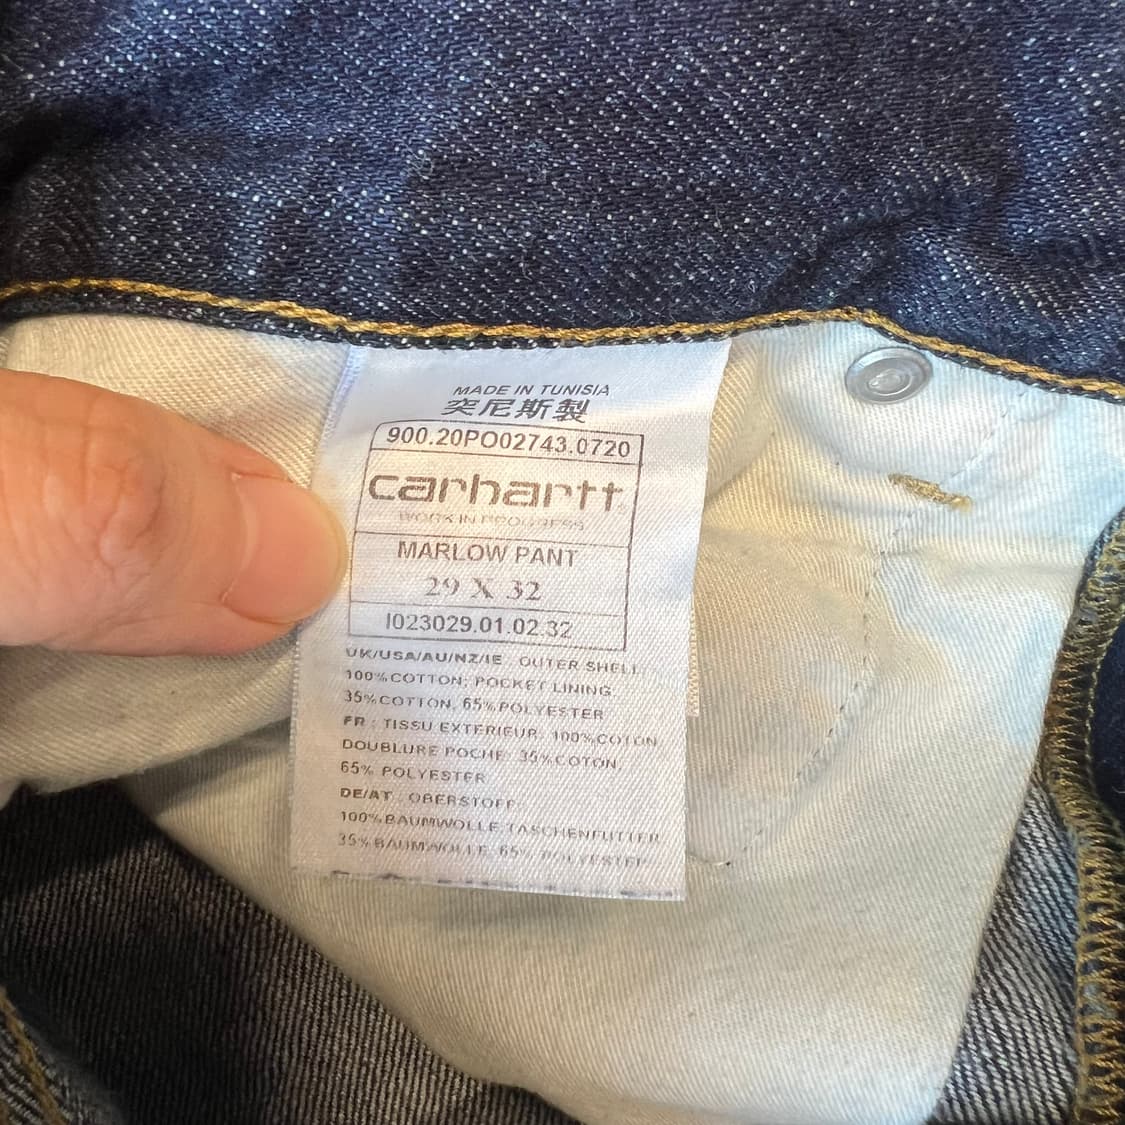 MADE IN TUNISIA
突尼斯製
900.20PO02743.0720
carhartt
WORK IN PROGRESS
MARLOW PANT
29 X 32
I023029.01.02.32
UK/USA/AU/NZ/IE : OUTER SHELL:
100%COTTON; POCKET LINING:
35%COTTON, 65%POLYESTER
FR : TISSU EXTERIEUR: 100%COTON,
DOUBLURE POCHE: 35%COTON,
65% POLYESTER
DE/AT : OBERSTOFF:
100%BAUMWOLLE TASCHENFUTTER:
35%BAUMWOLLE, 65% POLYESTER